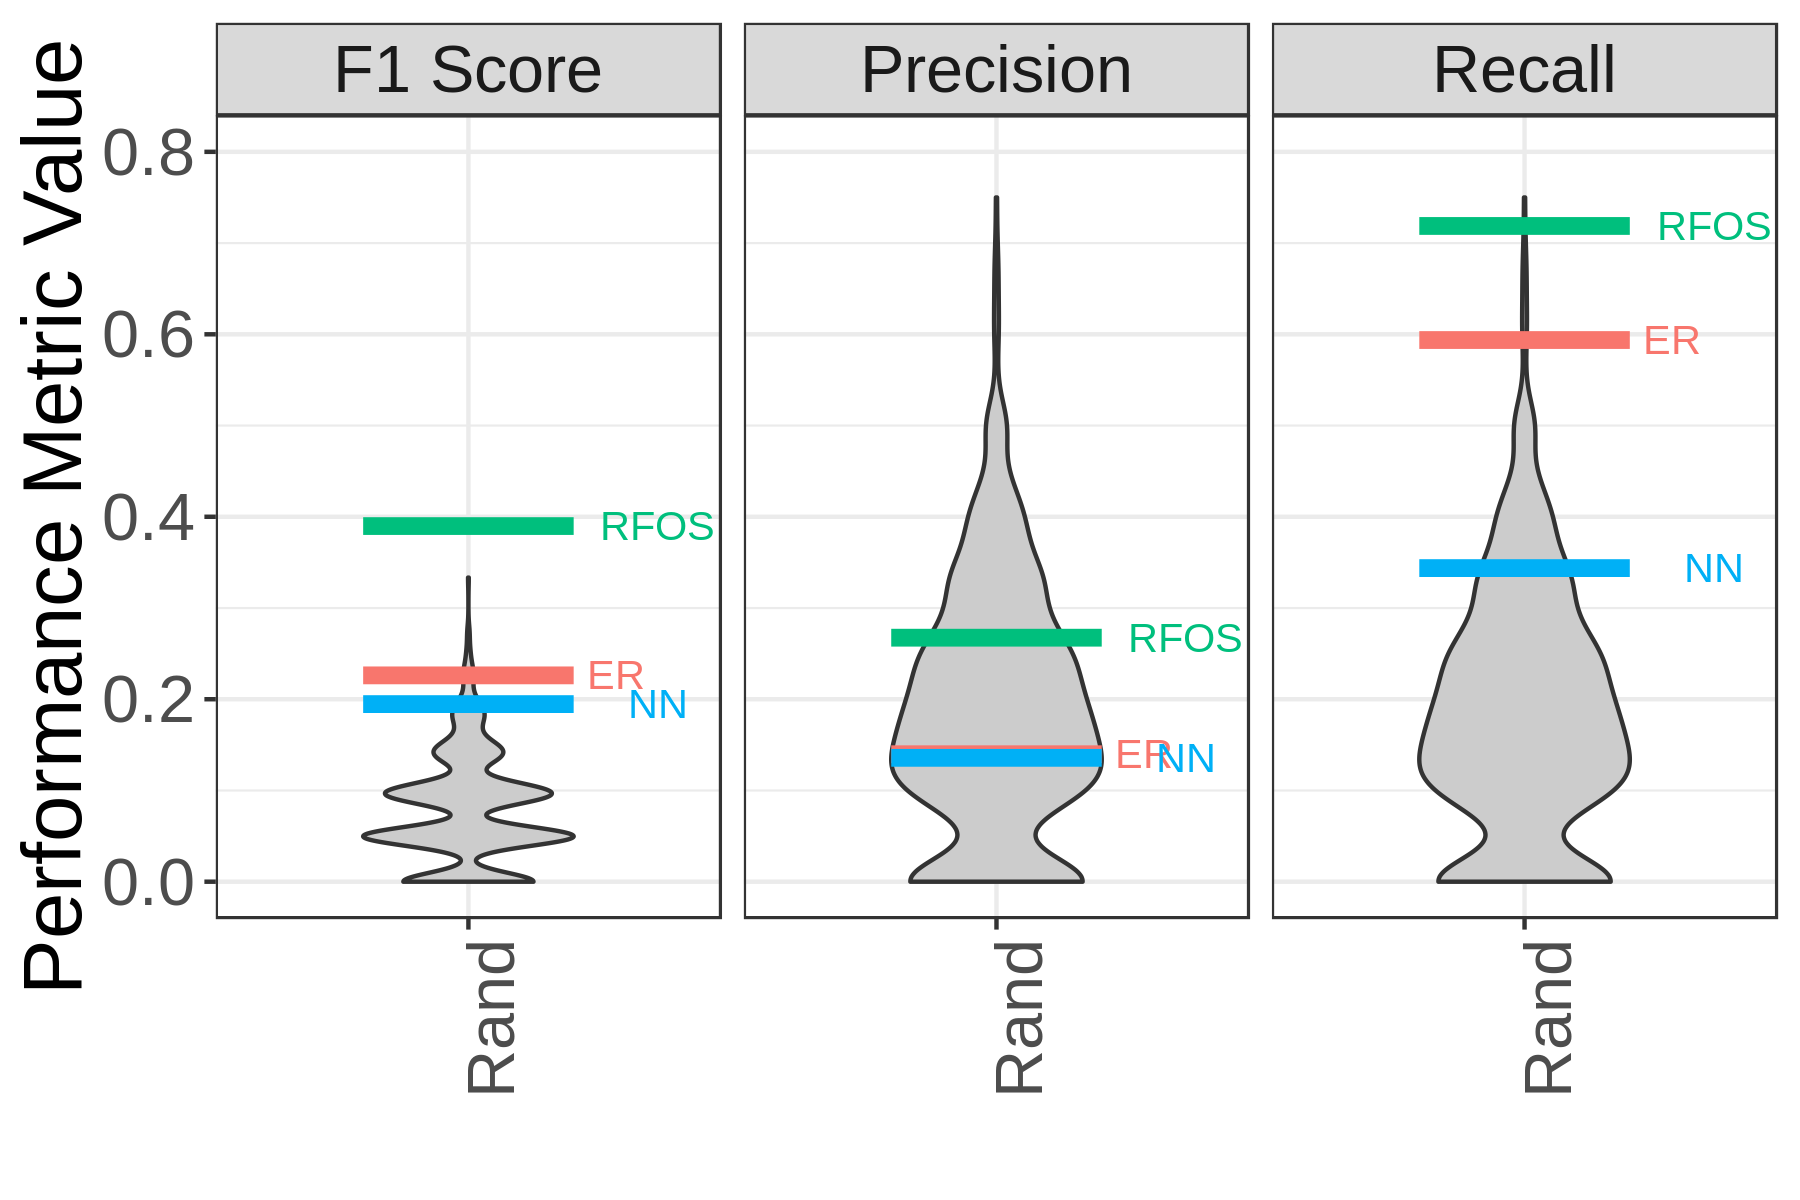 Performance Metric Value
F1 Score
Precision
Recall
0.8
0.6
0.4
0.2
0.0
RFOS
ER
NN
RFOS
ER
NN
RFOS
ER
NN
Rand
Rand
Rand